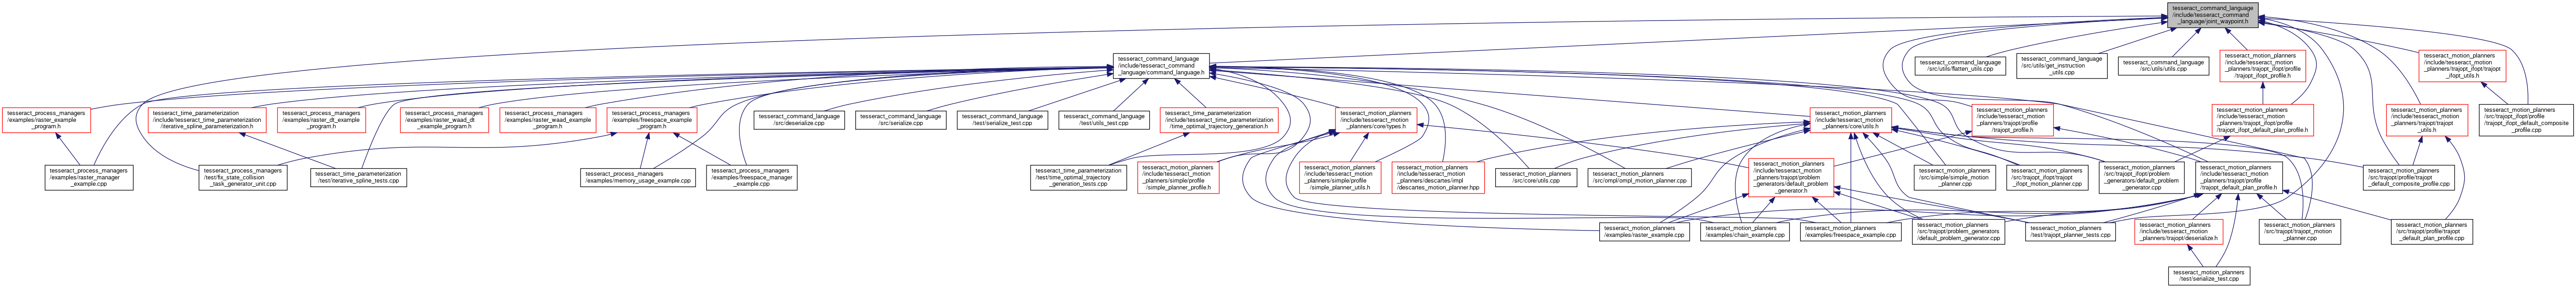 tesseract_command_language
/include/tesseract_command
_language/joint_waypoint.h
tesseract_command_language
/include/tesseract_command
_language/command_language.h
tesseract_command_language
/src/utils/flatten_utils.cpp
tesseract_command_language
/src/utils/get_instruction
_utils.cpp
tesseract_command_language
/src/utils/utils.cpp
tesseract_motion_planners
/include/tesseract_motion
_planners/trajopt_ifopt/profile
/trajopt_ifopt_profile.h
tesseract_motion_planners
/include/tesseract_motion
_planners/trajopt_ifopt/trajopt
_ifopt_utils.h
tesseract_process_managers
/examples/raster_example
_program.h
tesseract_time_parameterization
/include/tesseract_time_parameterization
/iterative_spline_parameterization.h
tesseract_process_managers
/examples/raster_dt_example
_program.h
tesseract_process_managers
/examples/raster_waad_dt
_example_program.h
tesseract_process_managers
/examples/raster_waad_example
_program.h
tesseract_process_managers
/examples/freespace_example
_program.h
tesseract_command_language
/src/deserialize.cpp
tesseract_command_language
/src/serialize.cpp
tesseract_command_language
/test/serialize_test.cpp
tesseract_command_language
/test/utils_test.cpp
tesseract_time_parameterization
/include/tesseract_time_parameterization
/time_optimal_trajectory_generation.h
tesseract_motion_planners
/include/tesseract_motion
_planners/core/types.h
tesseract_motion_planners
/include/tesseract_motion
_planners/core/utils.h
tesseract_motion_planners
/include/tesseract_motion
_planners/trajopt/profile
/trajopt_profile.h
tesseract_motion_planners
/include/tesseract_motion
_planners/trajopt_ifopt/profile
/trajopt_ifopt_default_plan_profile.h
tesseract_motion_planners
/include/tesseract_motion
_planners/trajopt/trajopt
_utils.h
tesseract_motion_planners
/src/trajopt_ifopt/profile
/trajopt_ifopt_default_composite
_profile.cpp
tesseract_process_managers
/examples/raster_manager
_example.cpp
tesseract_process_managers
/test/fix_state_collision
_task_generator_unit.cpp
tesseract_time_parameterization
/test/iterative_spline_tests.cpp
tesseract_process_managers
/examples/memory_usage_example.cpp
tesseract_process_managers
/examples/freespace_manager
_example.cpp
tesseract_time_parameterization
/test/time_optimal_trajectory
_generation_tests.cpp
tesseract_motion_planners
/include/tesseract_motion
_planners/simple/profile
/simple_planner_profile.h
tesseract_motion_planners
/include/tesseract_motion
_planners/simple/profile
/simple_planner_utils.h
tesseract_motion_planners
/include/tesseract_motion
_planners/descartes/impl
/descartes_motion_planner.hpp
tesseract_motion_planners
/src/core/utils.cpp
tesseract_motion_planners
/src/ompl/ompl_motion_planner.cpp
tesseract_motion_planners
/include/tesseract_motion
_planners/trajopt/problem
_generators/default_problem
_generator.h
tesseract_motion_planners
/src/simple/simple_motion
_planner.cpp
tesseract_motion_planners
/src/trajopt_ifopt/trajopt
_ifopt_motion_planner.cpp
tesseract_motion_planners
/src/trajopt_ifopt/problem
_generators/default_problem
_generator.cpp
tesseract_motion_planners
/include/tesseract_motion
_planners/trajopt/profile
/trajopt_default_plan_profile.h
tesseract_motion_planners
/src/trajopt/profile/trajopt
_default_composite_profile.cpp
tesseract_motion_planners
/examples/raster_example.cpp
tesseract_motion_planners
/examples/chain_example.cpp
tesseract_motion_planners
/examples/freespace_example.cpp
tesseract_motion_planners
/src/trajopt/problem_generators
/default_problem_generator.cpp
tesseract_motion_planners
/test/trajopt_planner_tests.cpp
tesseract_motion_planners
/include/tesseract_motion
_planners/trajopt/deserialize.h
tesseract_motion_planners
/src/trajopt/trajopt_motion
_planner.cpp
tesseract_motion_planners
/src/trajopt/profile/trajopt
_default_plan_profile.cpp
tesseract_motion_planners
/test/serialize_test.cpp